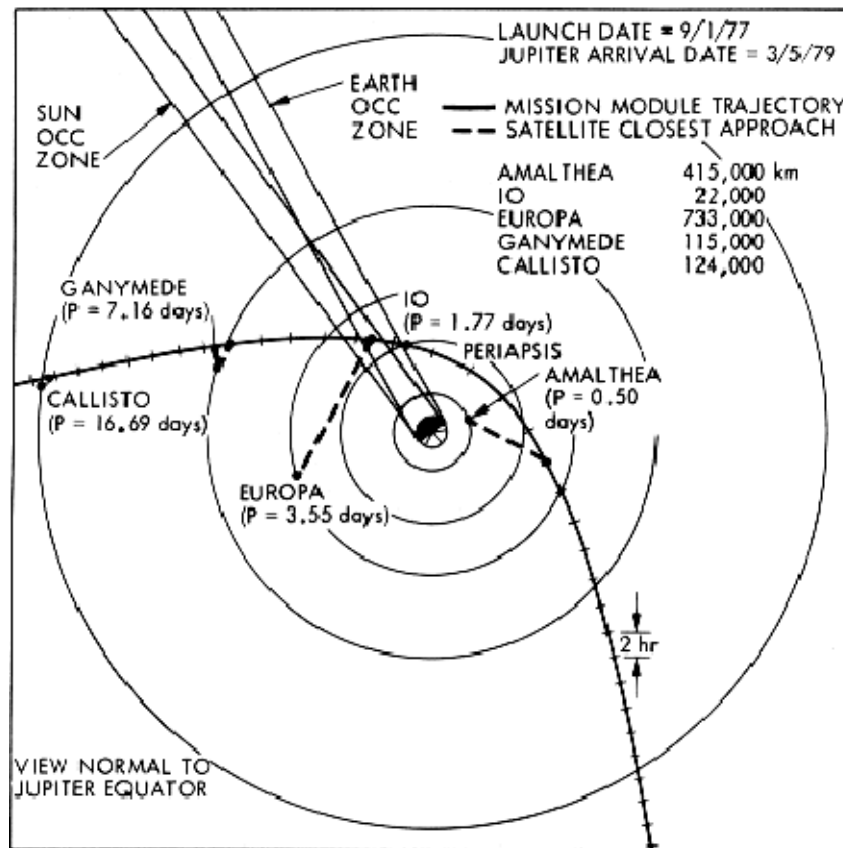 LAUNCH DATE = 9/1/77
JUPITER ARRIVAL DATE = 3/5/79
EARTH
OCC
ZONE
SUN
OCC
ZONE
MISSION MODULE TRAJECTORY
SATELLITE CLOSEST APPROACH
AMALTHEA 415,000 km
IO 22,000
EUROPA 733,000
GANYMEDE 115,000
CALLISTO 124,000
GANYMEDE
(P = 7.16 days)
IO
(P = 1.77 days)
PERIAPSIS
AMALTHEA
(P = 0.50
days)
CALLISTO
(P = 16.69 days)
EUROPA
(P = 3.55 days)
2 hr
VIEW NORMAL TO
JUPITER EQUATOR